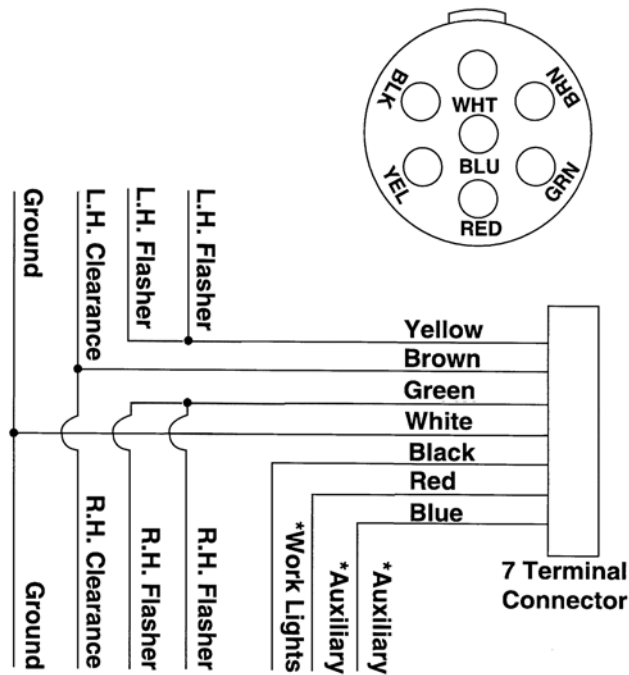 BLK
WHT
BRN
YEL
BLU
GRN
RED
Ground
L.H. Clearance
L.H. Flasher
L.H. Flasher
Yellow
Brown
Green
White
Black
Red
Blue
Ground
R.H. Clearance
R.H. Flasher
R.H. Flasher
*Work Lights
*Auxiliary
*Auxiliary
7 Terminal
Connector